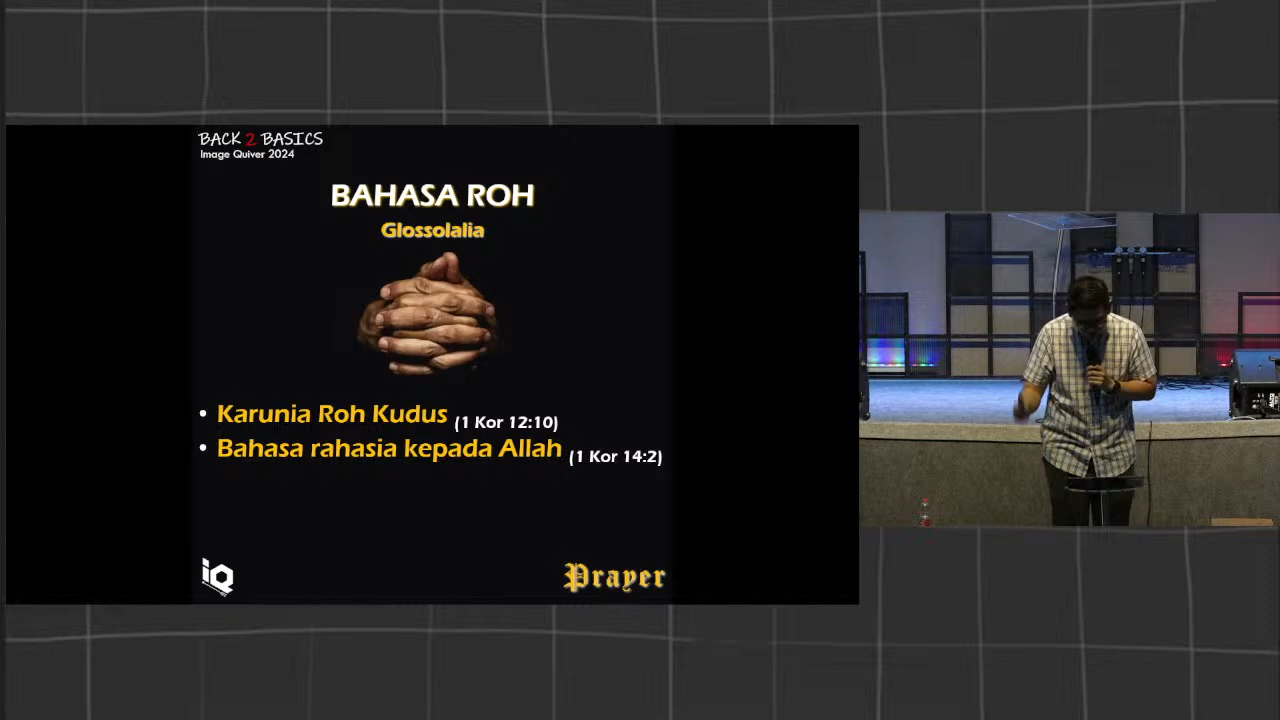 BACK 2 BASICS
Image Quiver 2024
BAHASA ROH
Glossolalia
• Karunia Roh Kudus (1 Kor 12:10)
• Bahasa rahasia kepada Allah (1 Kor 14:2)
iQ
Prayer